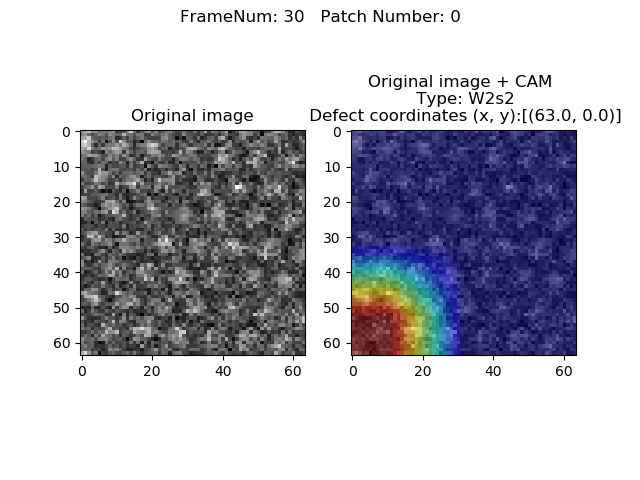 FrameNum: 30   Patch Number: 0
Original image
0
10
20
30
40
50
60
0 20 40 60
Original image + CAM
Type: W2s2
Defect coordinates (x, y):[(63.0, 0.0)]
0
10
20
30
40
50
60
0 20 40 60